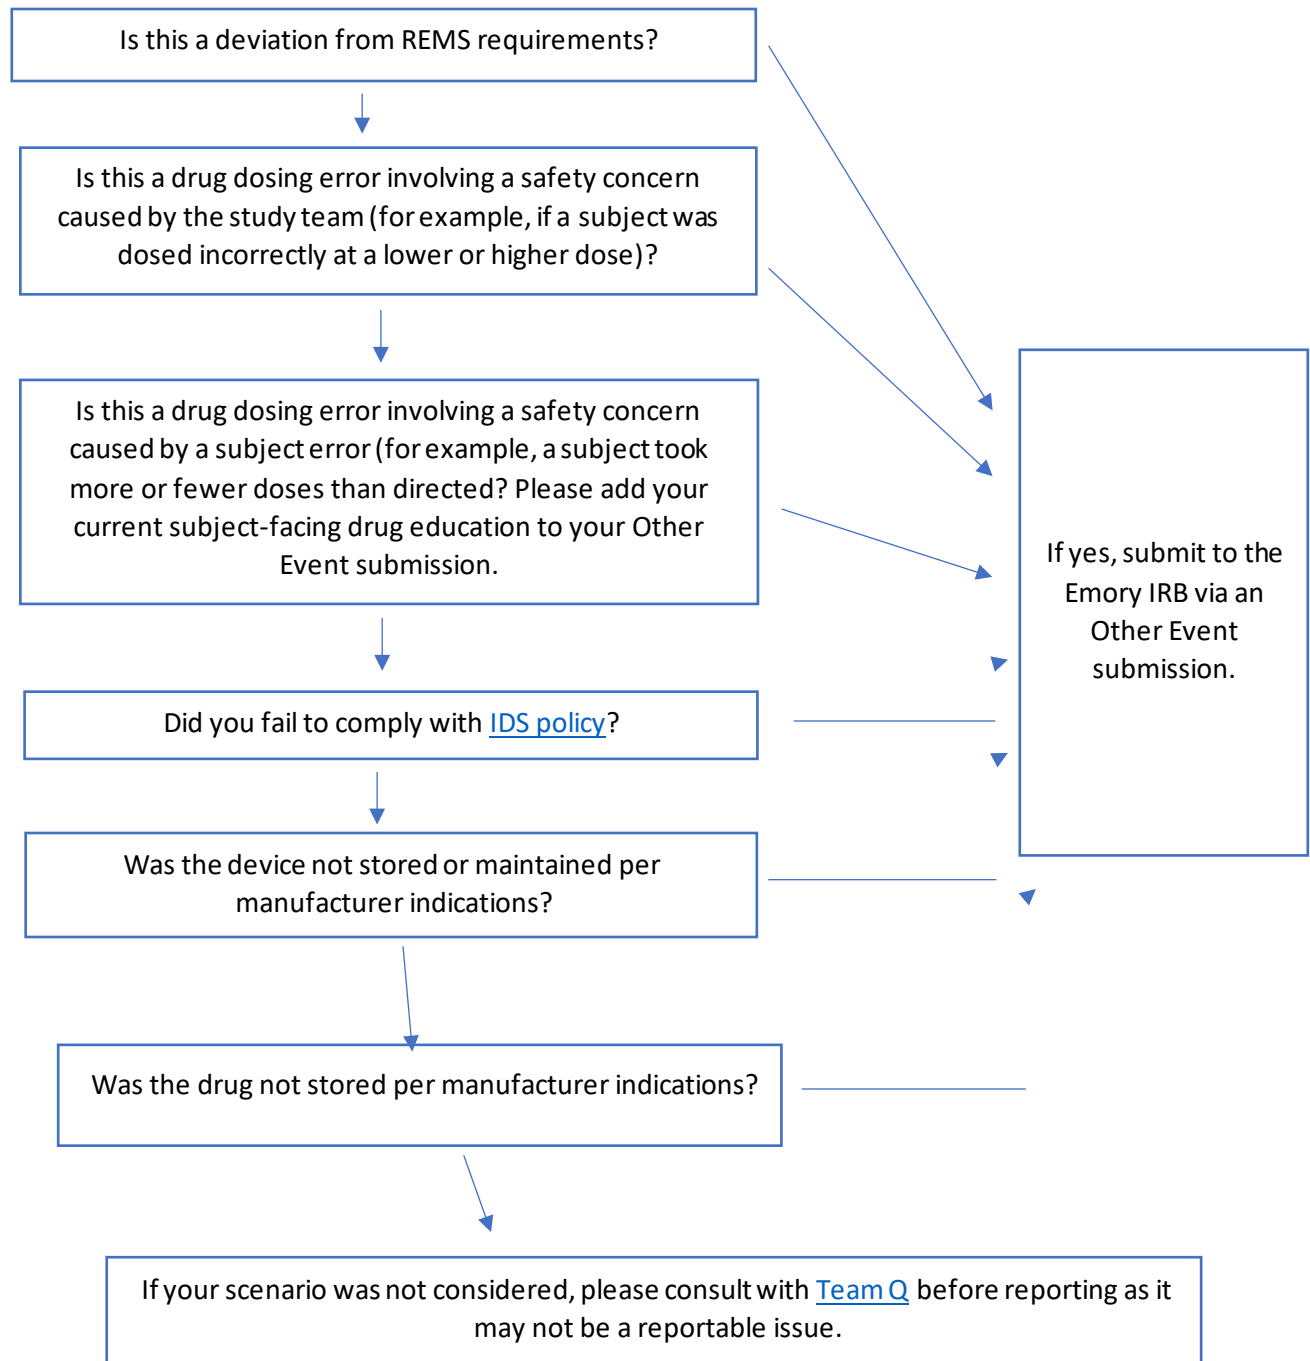 Is this a deviation from REMS requirements?
Is this a drug dosing error involving a safety concern
caused by the study team (for example, if a subject was
dosed incorrectly at a lower or higher dose)?
Is this a drug dosing error involving a safety concern
caused by a subject error (for example, a subject took
more or fewer doses than directed? Please add your
current subject-facing drug education to your Other
Event submission.
If yes, submit to the
Emory IRB via an
Other Event
submission.
Did you fail to comply with IDS policy?
Was the device not stored or maintained per
manufacturer indications?
Was the drug not stored per manufacturer indications?
If your scenario was not considered, please consult with Team Q before reporting as it
may not be a reportable issue.